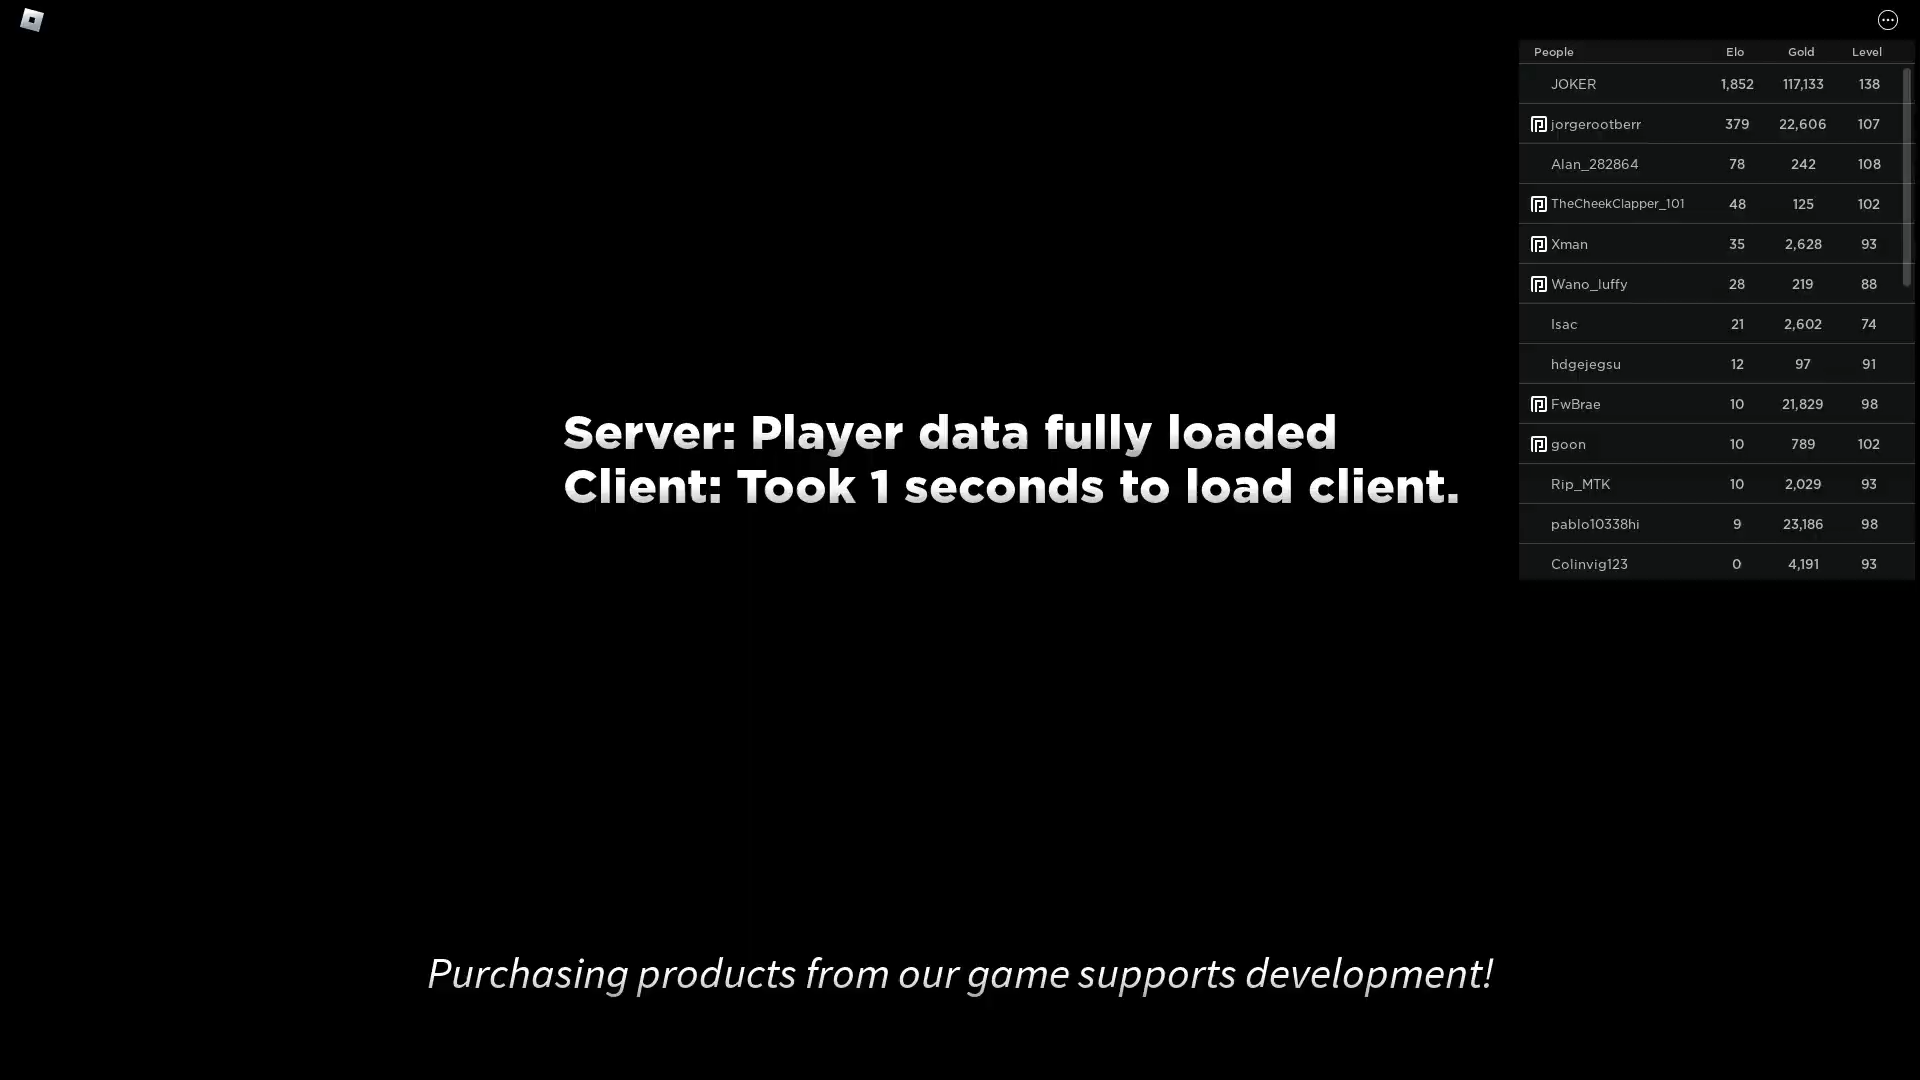 People Elo Gold Level
JOKER 1,852 117,133 138
jorgerootberr 379 22,606 107
Alan_282864 78 242 108
TheCheekClapper_101 48 125 102
Xman 35 2,628 93
Wano_luffy 28 219 88
Isac 21 2,602 74
hdgejegsu 12 97 91
FwBrae 10 21,829 98
goon 10 789 102
Rip_MTK 10 2,029 93
pablo10338hi 9 23,186 98
Colinvig123 0 4,191 93
Server: Player data fully loaded
Client: Took 1 seconds to load client.
Purchasing products from our game supports development!